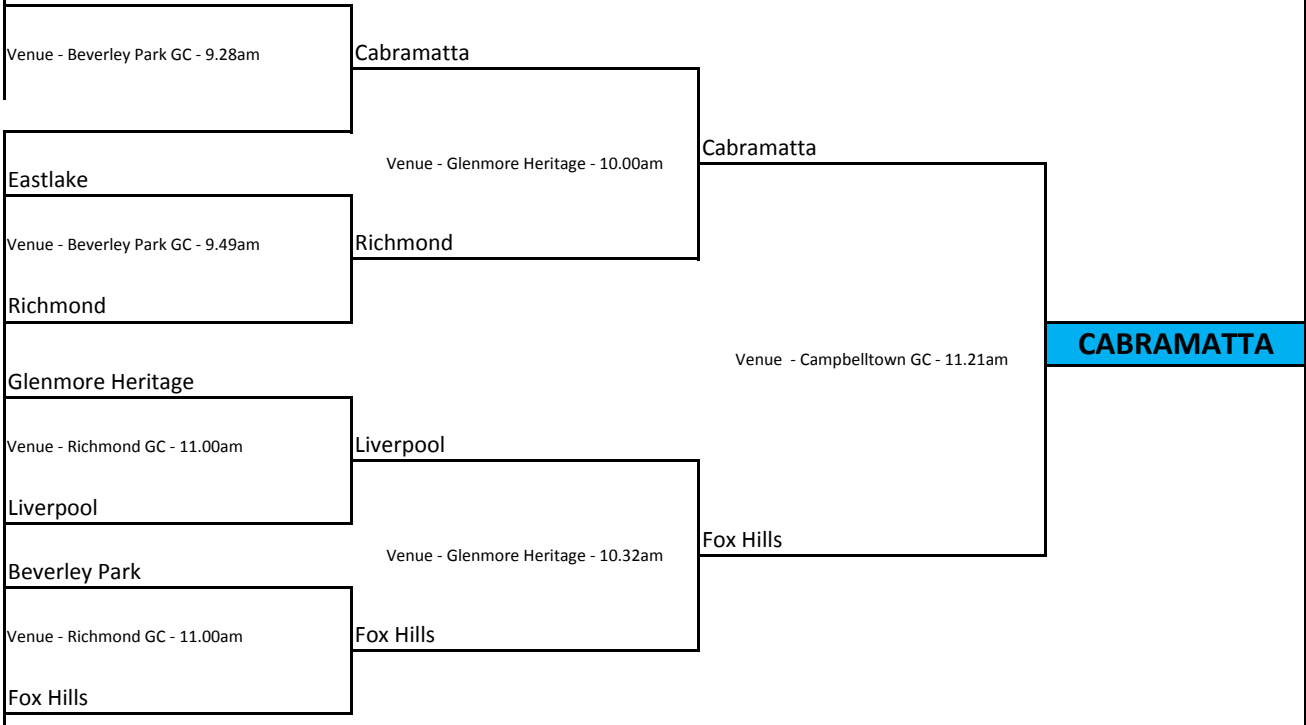 Venue - Beverley Park GC - 9.28am
Cabramatta
Venue - Glenmore Heritage - 10.00am
Cabramatta
Eastlake
Venue - Beverley Park GC - 9.49am
Richmond
Richmond
Venue  - Campbelltown GC - 11.21am
CABRAMATTA
Glenmore Heritage
Venue - Richmond GC - 11.00am
Liverpool
Liverpool
Venue - Glenmore Heritage - 10.32am
Fox Hills
Beverley Park
Venue - Richmond GC - 11.00am
Fox Hills
Fox Hills